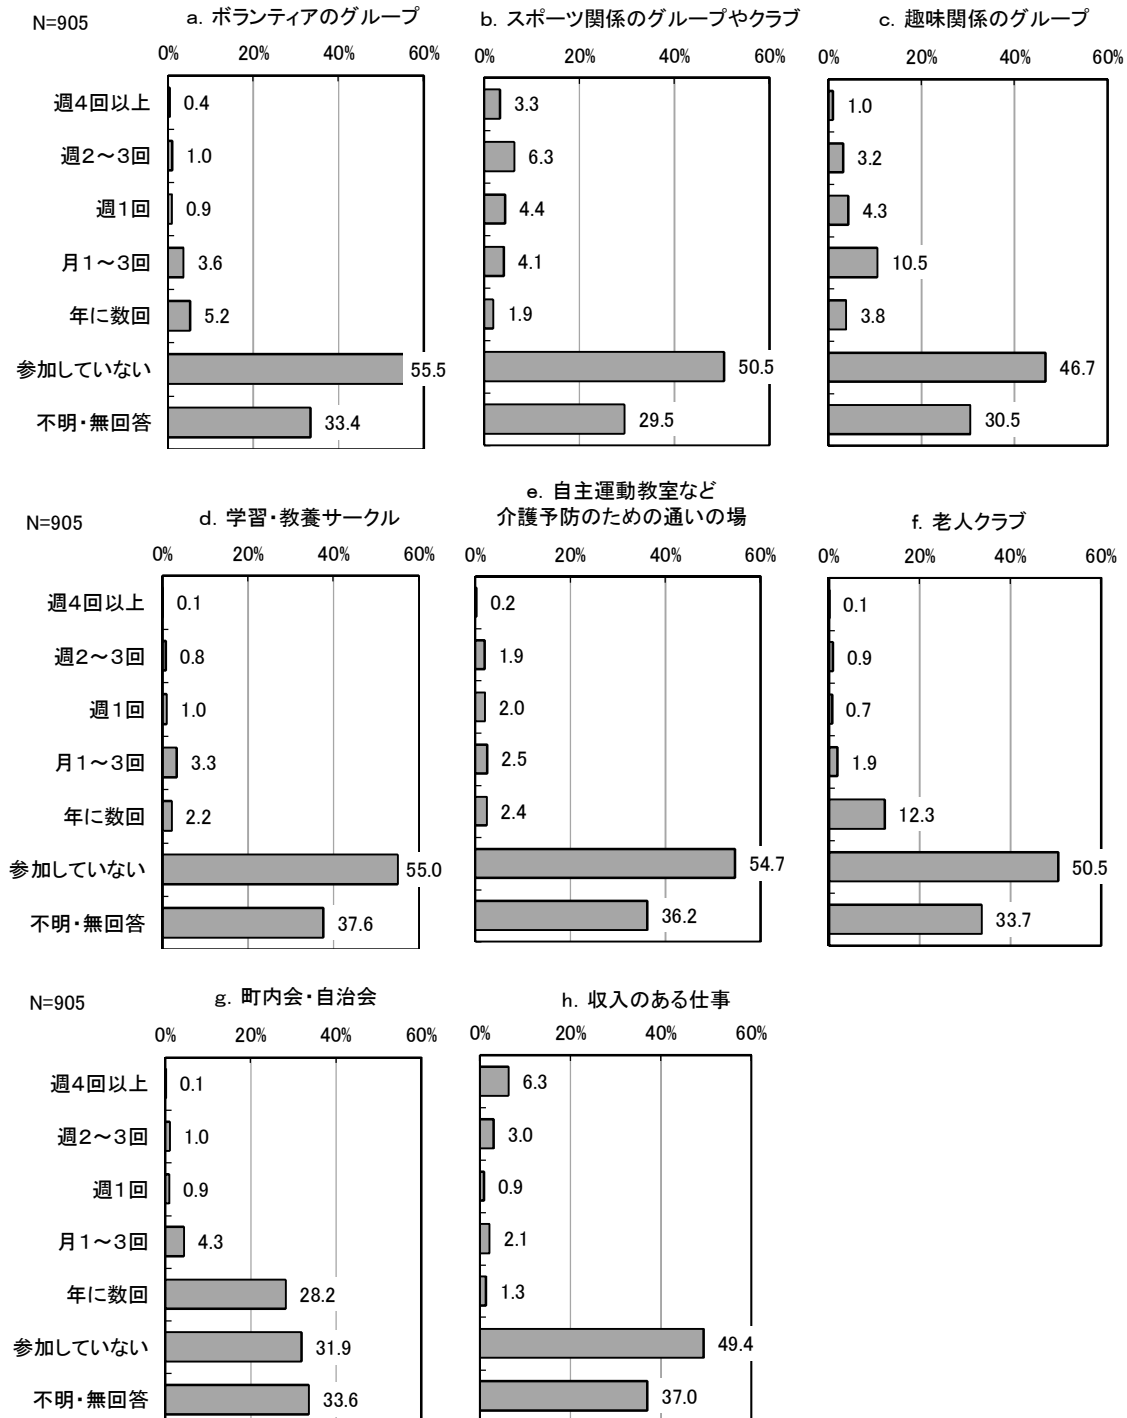 N=905
a. ボランティアのグループ
0% 20% 40% 60%
週4回以上 0.4
週2～3回 1.0
週1回 0.9
月1～3回 3.6
年に数回 5.2
参加していない 55.5
不明・無回答 33.4
b. スポーツ関係のグループやクラブ
0% 20% 40% 60%
3.3
6.3
4.4
4.1
1.9
50.5
29.5
c. 趣味関係のグループ
0% 20% 40% 60%
1.0
3.2
4.3
10.5
3.8
46.7
30.5
N=905
d. 学習・教養サークル
0% 20% 40% 60%
週4回以上 0.1
週2～3回 0.8
週1回 1.0
月1～3回 3.3
年に数回 2.2
参加していない 55.0
不明・無回答 37.6
e. 自主運動教室など
介護予防のための通いの場
0% 20% 40% 60%
0.2
1.9
2.0
2.5
2.4
54.7
36.2
f. 老人クラブ
0% 20% 40% 60%
0.1
0.9
0.7
1.9
12.3
50.5
33.7
N=905
g. 町内会・自治会
0% 20% 40% 60%
週4回以上 0.1
週2～3回 1.0
週1回 0.9
月1～3回 4.3
年に数回 28.2
参加していない 31.9
不明・無回答 33.6
h. 収入のある仕事
0% 20% 40% 60%
6.3
3.0
0.9
2.1
1.3
49.4
37.0